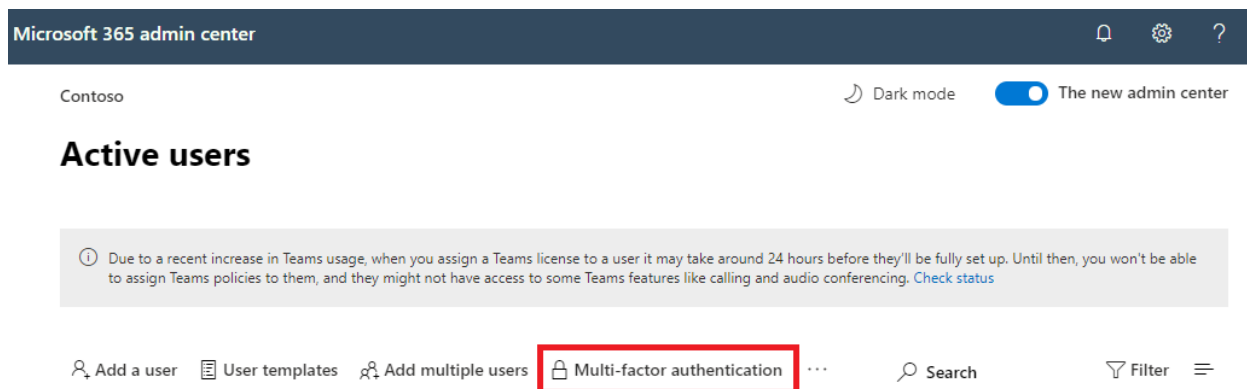 Microsoft 365 admin center
?
Contoso
Dark mode
The new admin center
Active users
Due to a recent increase in Teams usage, when you assign a Teams license to a user it may take around 24 hours before they'll be fully set up. Until then, you won't be able
to assign Teams policies to them, and they might not have access to some Teams features like calling and audio conferencing. Check status
Add a user User templates Add multiple users Multi-factor authentication ... Search Filter